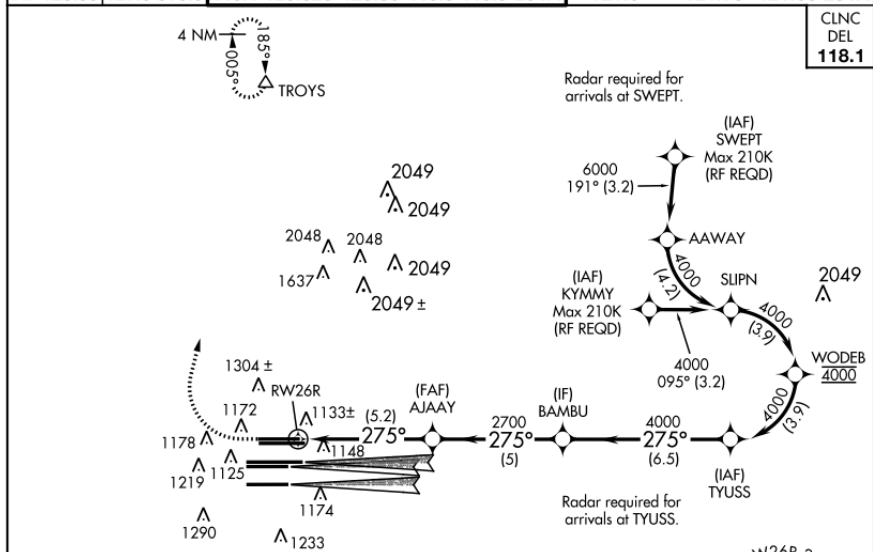 CLNC
DEL
118.1
4 NM
185°
005°
TROYS
Radar required for
arrivals at SWEPT.
(IAF)
SWEPT
Max 210K
(RF REQD)
6000
191° (3.2)
AAWAY
2049
2049
2048
2048
2049
1637
2049 ±
4000
(4.2)
SLIPN
(IAF)
KYMMY
Max 210K
(RF REQD)
4000
(3.9)
2049
4000
095° (3.2)
WODEB
4000
4000
(3.9)
1304 ±
RW26R
1172
1133±
(5.2)
275°
(FAF)
AJAAY
2700
275°
(5)
(IF)
BAMBU
4000
275°
(6.5)
(IAF)
TYUSS
1178
1148
1125
1219
1174
1290
1233
Radar required for
arrivals at TYUSS.